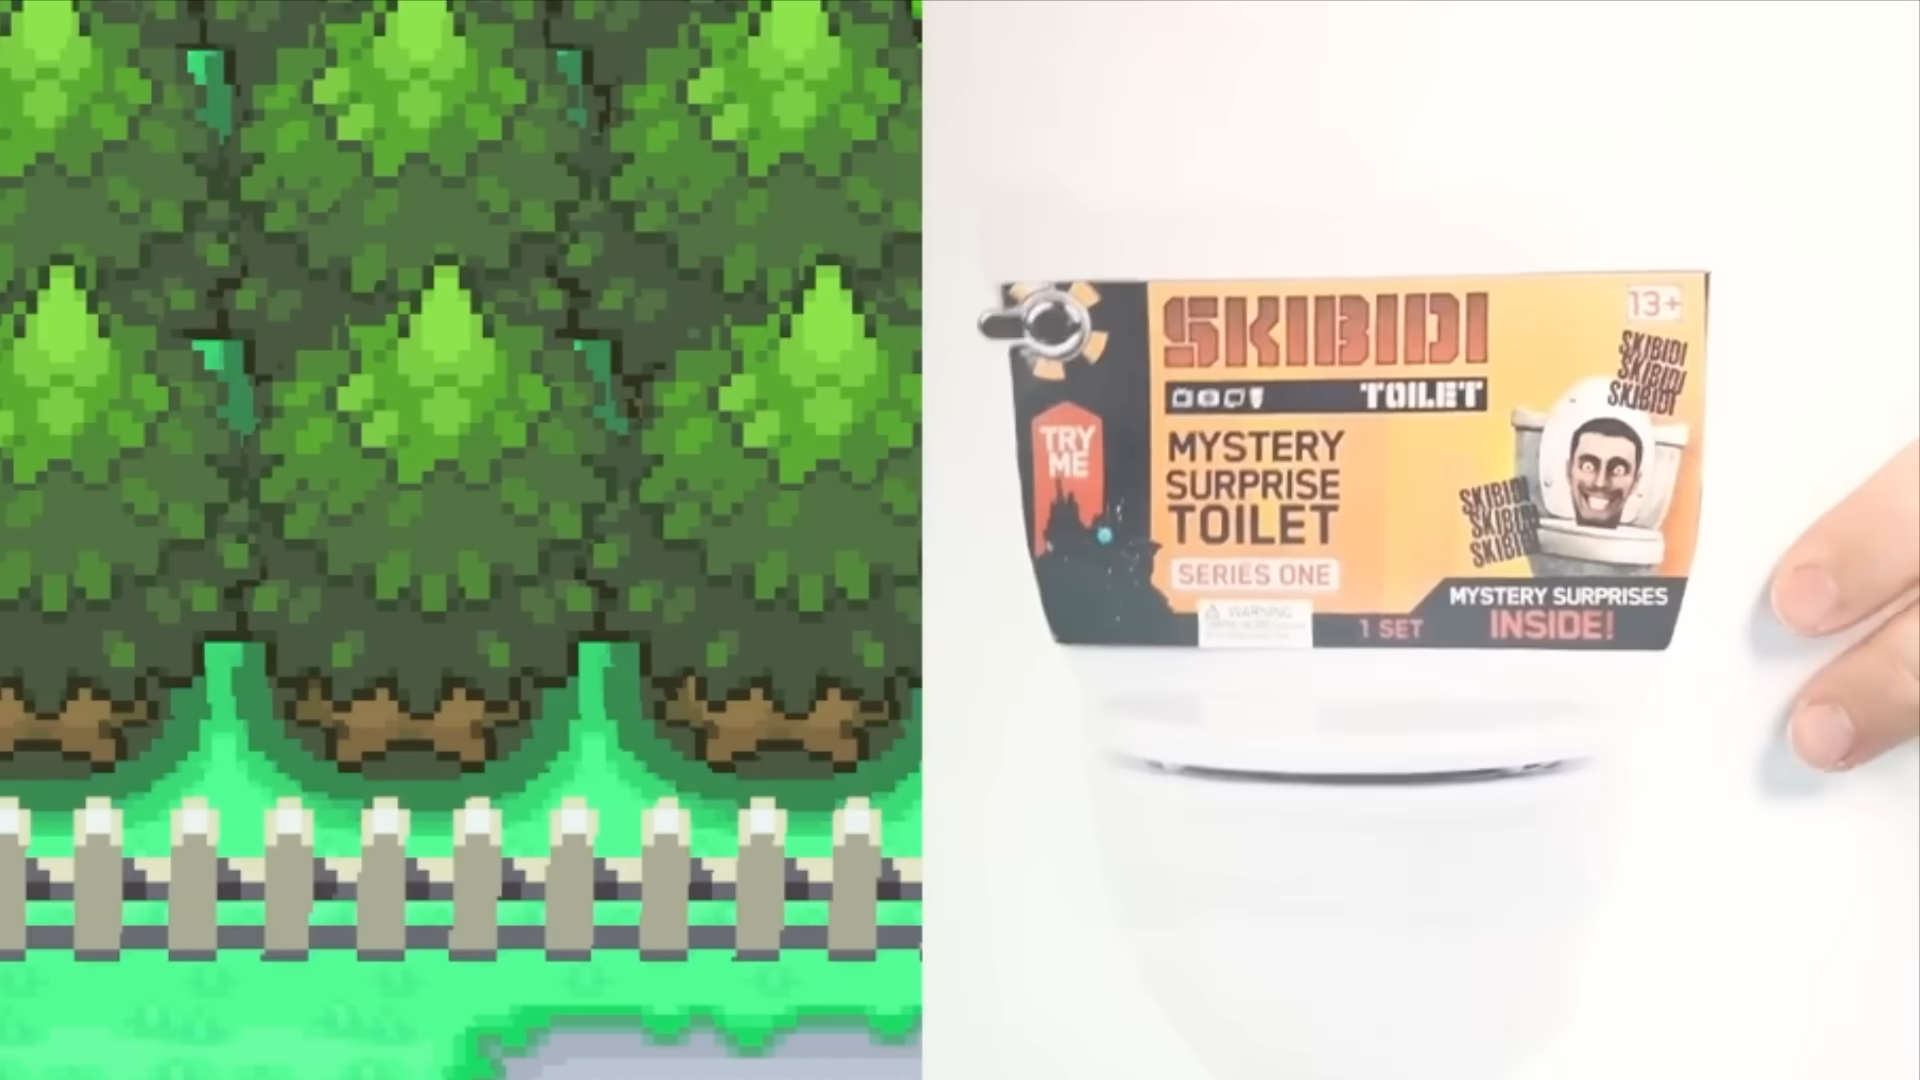 SKIBIDI
TOILET
13+
SKIBIDI
SKIBIDI
SKIBIDI
TRY
ME
MYSTERY
SURPRISE
TOILET
SERIES ONE
SKIBIDI
SKIBIDI
SKIBIDI
WARNING
1 SET
MYSTERY SURPRISES
INSIDE!